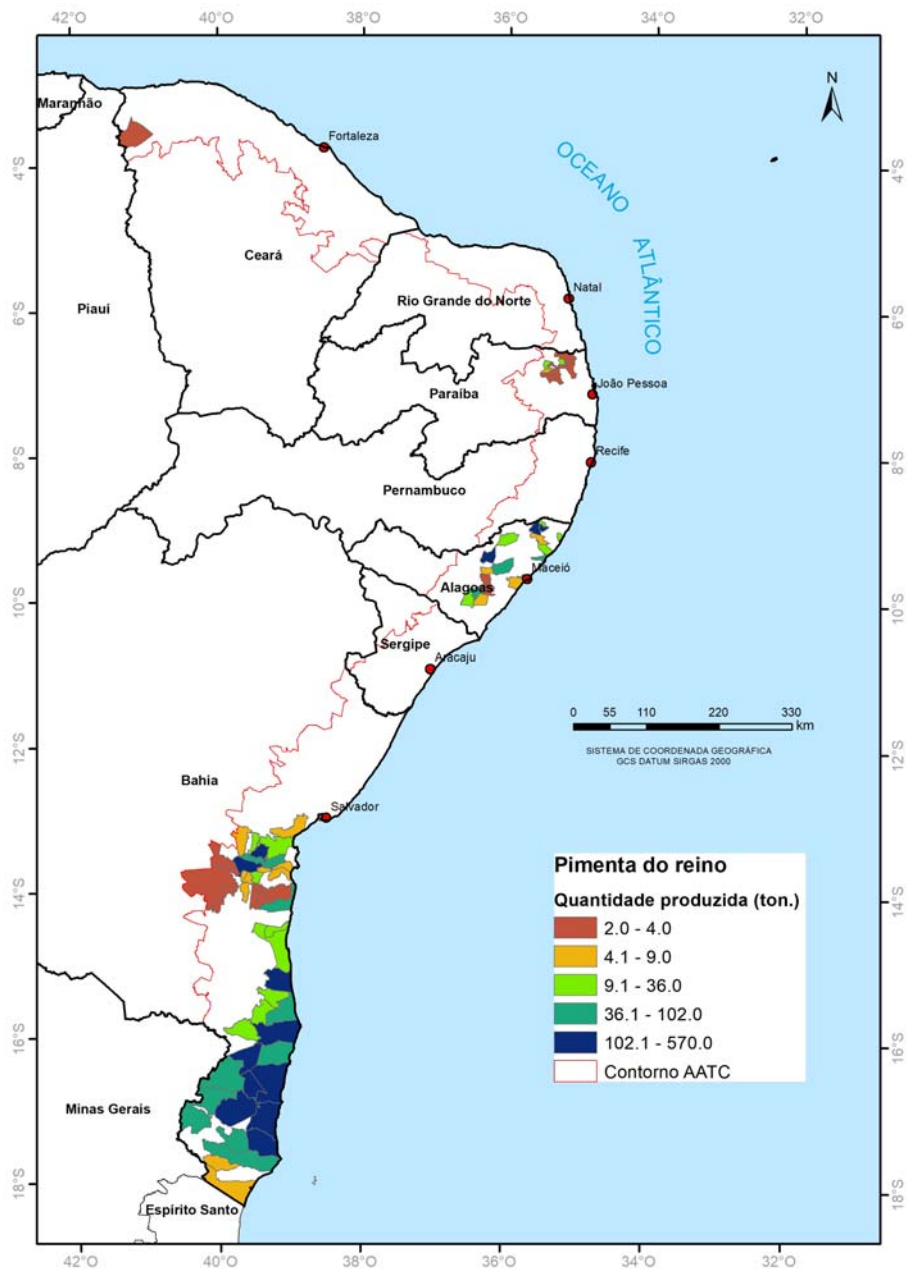 42°O
40°O
38°O
36°O
34°O
32°O
Maranhão
N
Fortaleza
4°S
4°S
OCEANO
ATLÂNTICO
Ceará
Natal
Piauí
Rio Grande do Norte
6°S
6°S
João Pessoa
Paraíba
8°S
8°S
Recife
Pernambuco
Maceió
Alagoas
10°S
10°S
Sergipe
Aracaju
0 55 110 220 330
km
SISTEMA DE COORDENADA GEOGRÁFICA
GCS DATUM SIRGAS 2000
12°S
12°S
Bahia
Salvador
Pimenta do reino
Quantidade produzida (ton.)
2.0 - 4.0
4.1 - 9.0
9.1 - 36.0
36.1 - 102.0
102.1 - 570.0
Contorno AATC
14°S
14°S
16°S
16°S
Minas Gerais
18°S
18°S
Espírito Santo
42°O
40°O
38°O
36°O
34°O
32°O